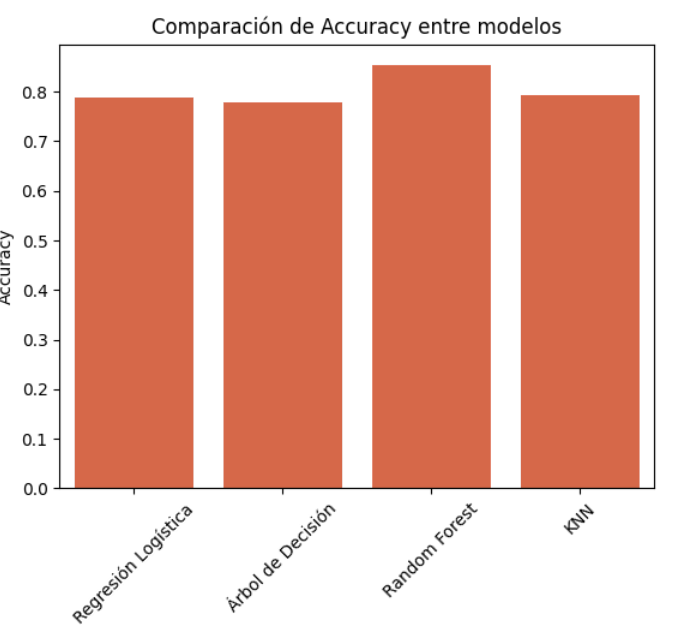 Comparación de Accuracy entre modelos
Accuracy
0.8
0.7
0.6
0.5
0.4
0.3
0.2
0.1
0.0
Regresión Logística
Árbol de Decisión
Random Forest
KNN